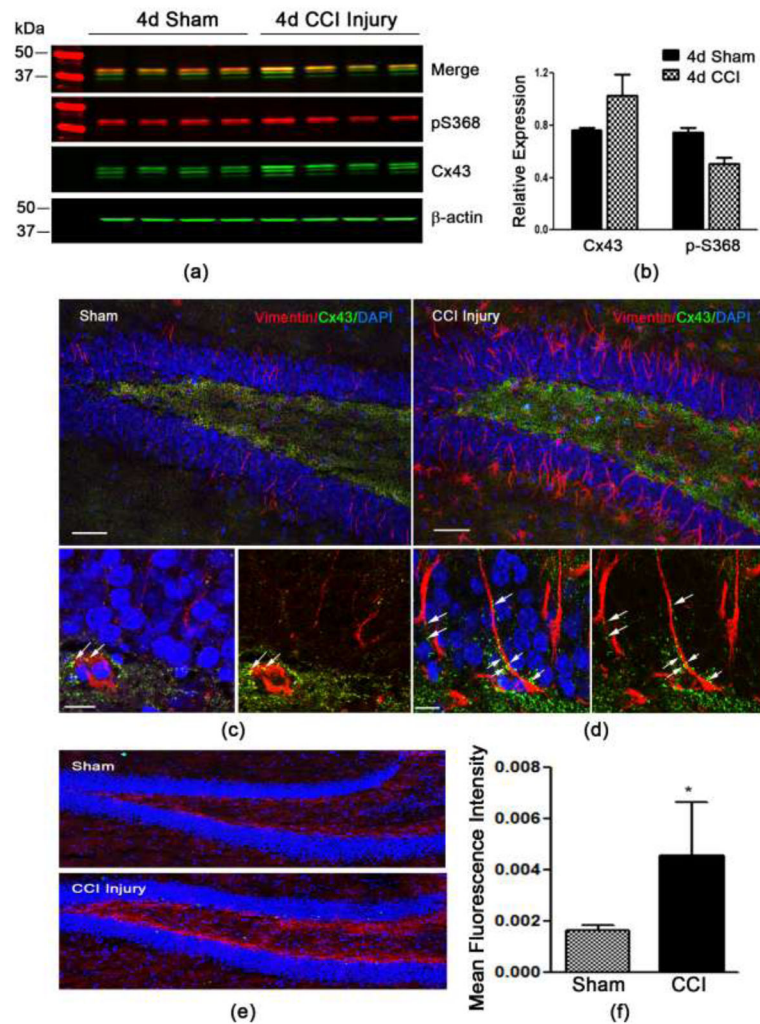 4d Sham 4d CCI Injury
kDa
50
37
Merge
pS368
Cx43
50
37
β-actin
(a)
4d Sham
4d CCI
Relative Expression
1.2
0.8
0.4
0.0
Cx43 p-S368
(b)
Sham Vimentin/Cx43/DAPI
CCI Injury Vimentin/Cx43/DAPI
(c)
(d)
Sham
CCI Injury
(e)
Mean Fluorescence Intensity
0.008
0.006
0.004
0.002
0.000
*
Sham CCI
(f)